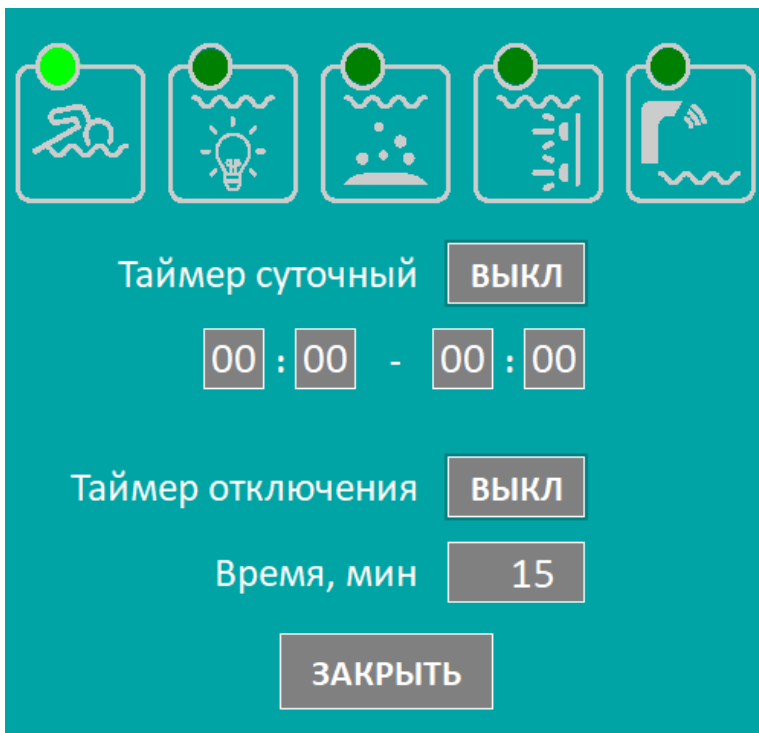 Таймер суточный ВЫКЛ
00 : 00 - 00 : 00
Таймер отключения ВЫКЛ
Время, мин 15
ЗАКРЫТЬ